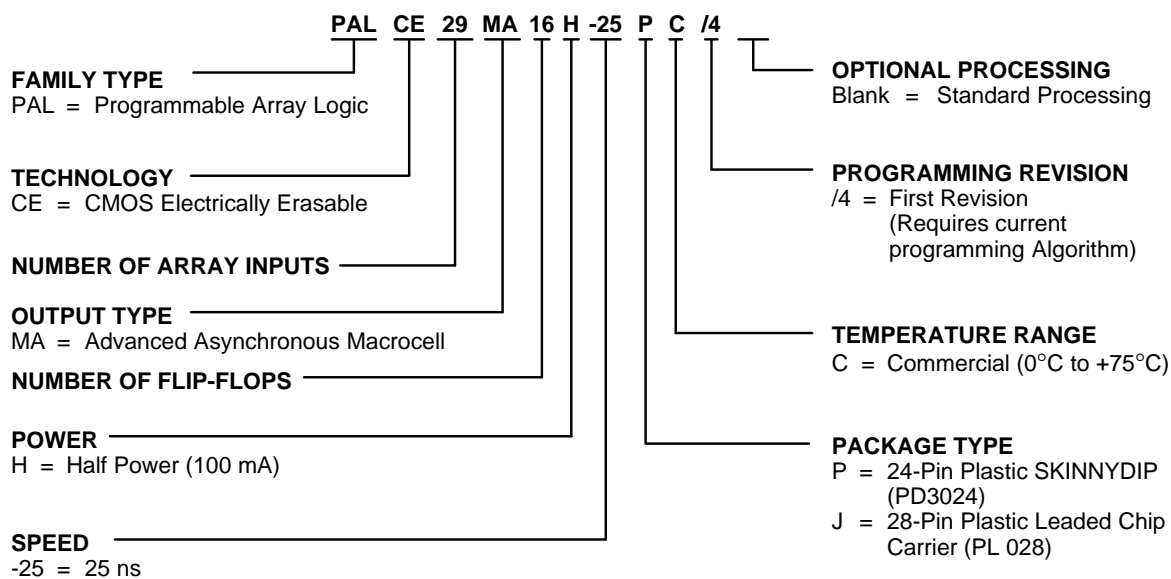 PAL CE 29 MA 16 H -25 P C /4
FAMILY TYPE
PAL = Programmable Array Logic
TECHNOLOGY
CE = CMOS Electrically Erasable
NUMBER OF ARRAY INPUTS
OUTPUT TYPE
MA = Advanced Asynchronous Macrocell
NUMBER OF FLIP-FLOPS
POWER
H = Half Power (100 mA)
SPEED
-25 = 25 ns
OPTIONAL PROCESSING
Blank = Standard Processing
PROGRAMMING REVISION
/4 = First Revision
(Requires current
programming Algorithm)
TEMPERATURE RANGE
C = Commercial (0°C to +75°C)
PACKAGE TYPE
P = 24-Pin Plastic SKINNYDIP
(PD3024)
J = 28-Pin Plastic Leaded Chip
Carrier (PL 028)